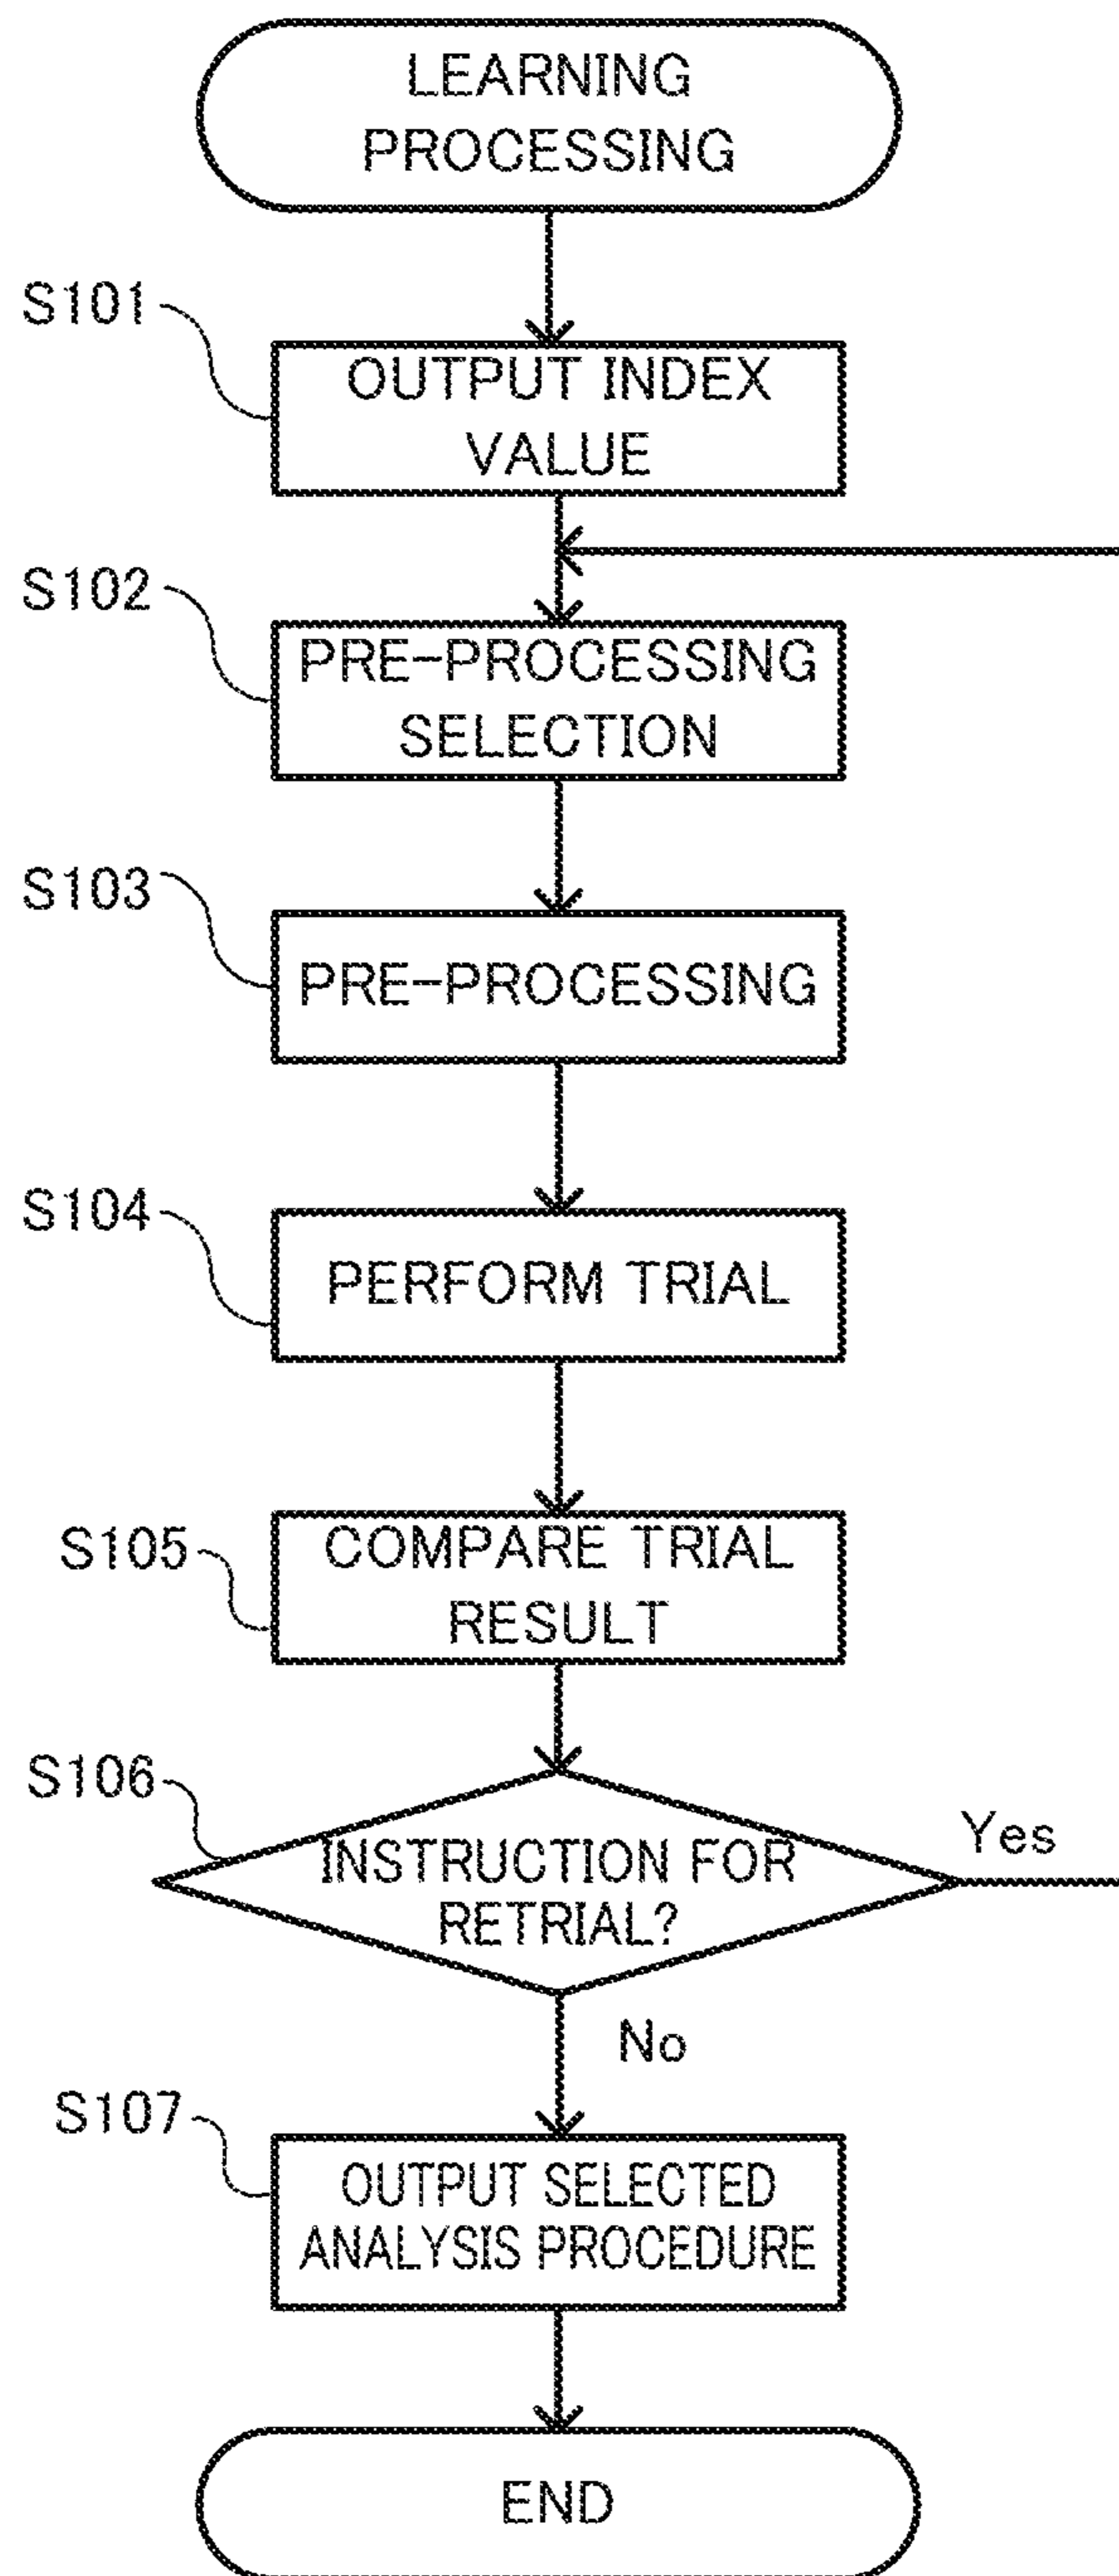 LEARNING
PROCESSING
S101
OUTPUT INDEX
VALUE
S102
PRE-PROCESSING
SELECTION
S103
PRE-PROCESSING
S104
PERFORM TRIAL
S105
COMPARE TRIAL
RESULT
S106
INSTRUCTION FOR
RETRIAL?
Yes
No
S107
OUTPUT SELECTED
ANALYSIS PROCEDURE
END